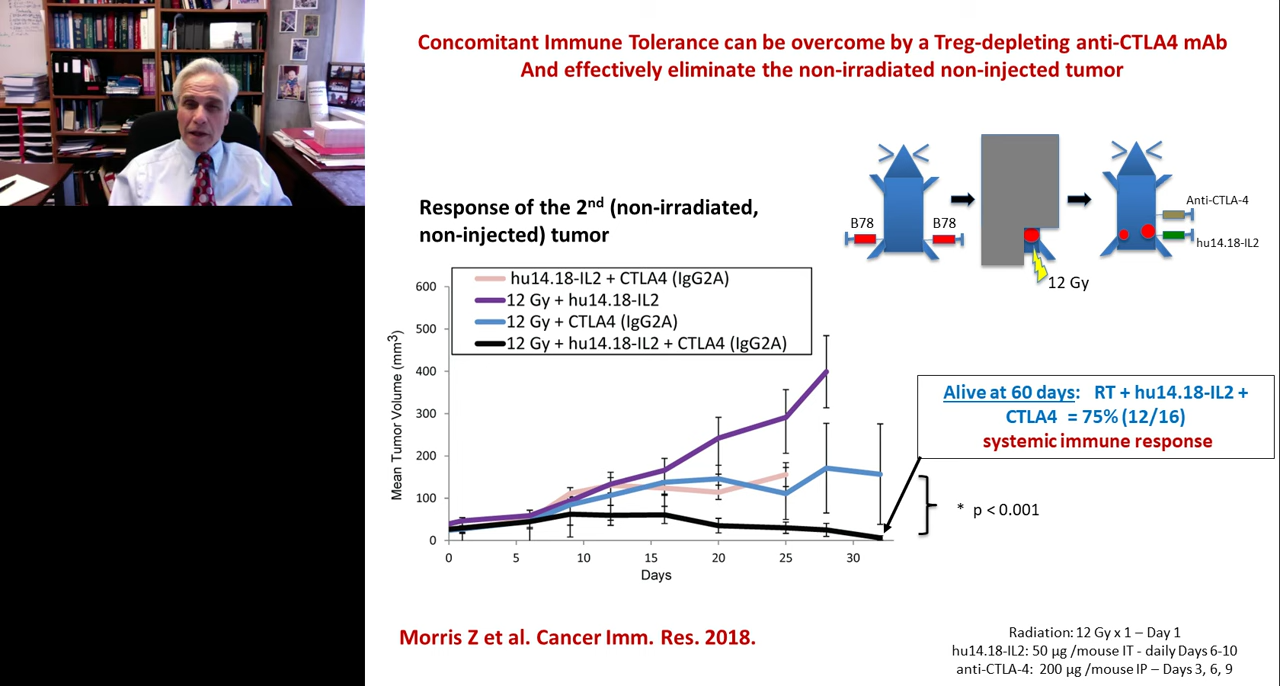 Concomitant Immune Tolerance can be overcome by a Treg-depleting anti-CTLA4 mAb
And effectively eliminate the non-irradiated non-injected tumor
Response of the 2nd (non-irradiated,
non-injected) tumor
B78
B78
12 Gy
Anti-CTLA-4
hu14.18-IL2
hu14.18-IL2 + CTLA4 (IgG2A)
12 Gy + hu14.18-IL2
12 Gy + CTLA4 (IgG2A)
12 Gy + hu14.18-IL2 + CTLA4 (IgG2A)
Mean Tumor Volume (mm3)
600
500
400
300
200
100
0
0 5 10 15 20 25 30
Days
Alive at 60 days: RT + hu14.18-IL2 +
CTLA4 = 75% (12/16)
systemic immune response
* p < 0.001
Morris Z et al. Cancer Imm. Res. 2018.
Radiation: 12 Gy x 1 – Day 1
hu14.18-IL2: 50 µg /mouse IT - daily Days 6-10
anti-CTLA-4: 200 µg /mouse IP – Days 3, 6, 9